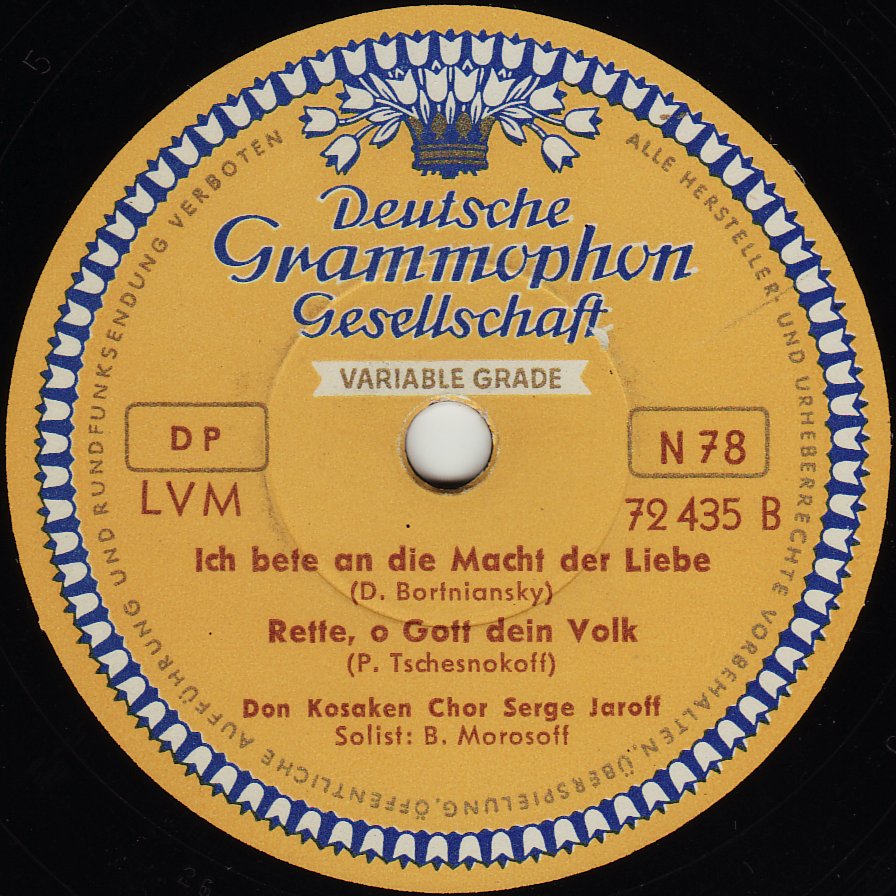 Deutsche
Grammophon
Gesellschaft
VARIABLE GRADE
DP
LVM
N 78
72 435 B
Ich bete an die Macht der Liebe
(D. Bortniansky)
Rette, o Gott dein Volk
(P. Tschesnokoff)
Don Kosaken Chor Serge Jaroff
Solist: B. Morosoff
ALLE HERSTELLER- UND URHEBERRECHTE VORBEHALTEN, ÜBERSPIELUNG, ÖFFENTLICHE AUFFÜHRUNG UND RUNDFUNKSENDUNG VERBOTEN
5